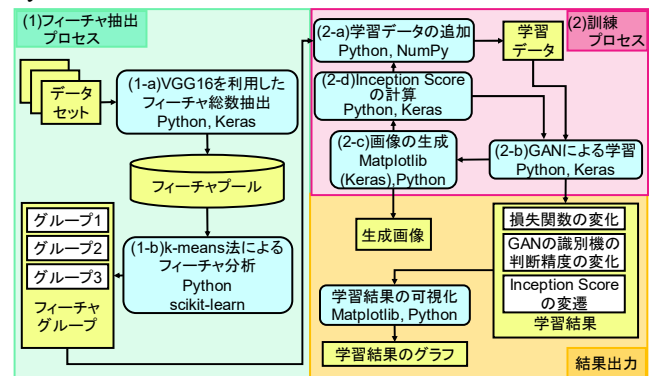 (1)フィーチャ抽出
プロセス
データ
セット
(1-a)VGG16を利用した
フィーチャ総数抽出
Python, Keras
フィーチャプール
(1-b)k-means法による
フィーチャ分析
Python
scikit-learn
グループ1
グループ2
グループ3
フィーチャ
グループ
(2)訓練
プロセス
(2-a)学習データの追加
Python, NumPy
学習
データ
(2-d)Inception Score
の計算
Python, Keras
(2-c)画像の生成
Matplotlib
(Keras),Python
(2-b)GANによる学習
Python, Keras
生成画像
損失関数の変化
GANの識別機の
判断精度の変化
Inception Score
の変遷
学習結果
学習結果の可視化
Matplotlib, Python
学習結果のグラフ
結果出力